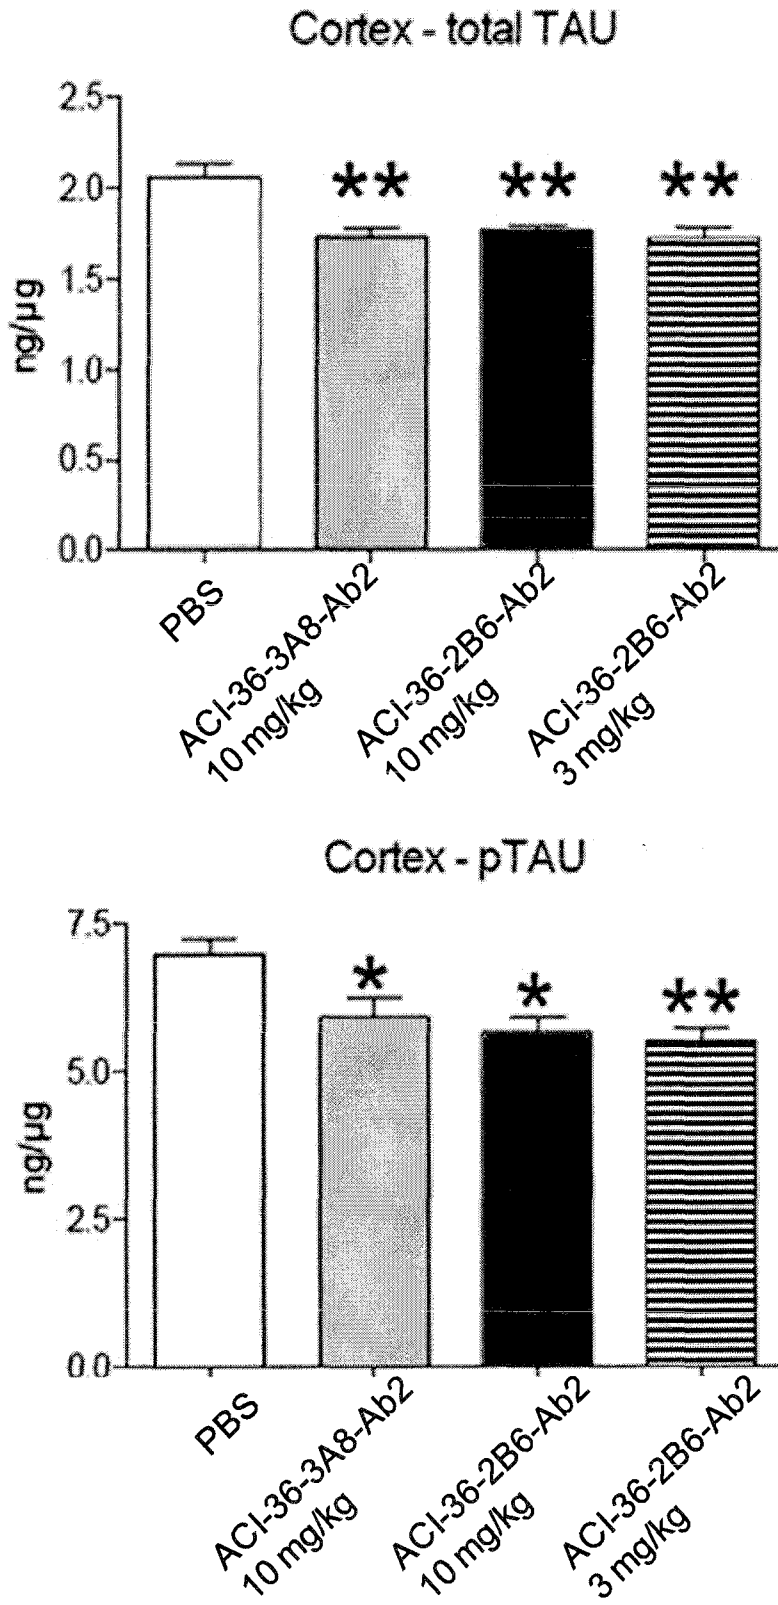 Cortex - total TAU
2.5
2.0
1.5
1.0
0.5
0.0
ng/µg
** ** **
PBS
ACI-36-3A8-Ab2
10 mg/kg
ACI-36-2B6-Ab2
10 mg/kg
ACI-36-2B6-Ab2
3 mg/kg
Cortex - pTAU
7.5
5.0
2.5
0.0
ng/µg
* * **
PBS
ACI-36-3A8-Ab2
10 mg/kg
ACI-36-2B6-Ab2
10 mg/kg
ACI-36-2B6-Ab2
3 mg/kg